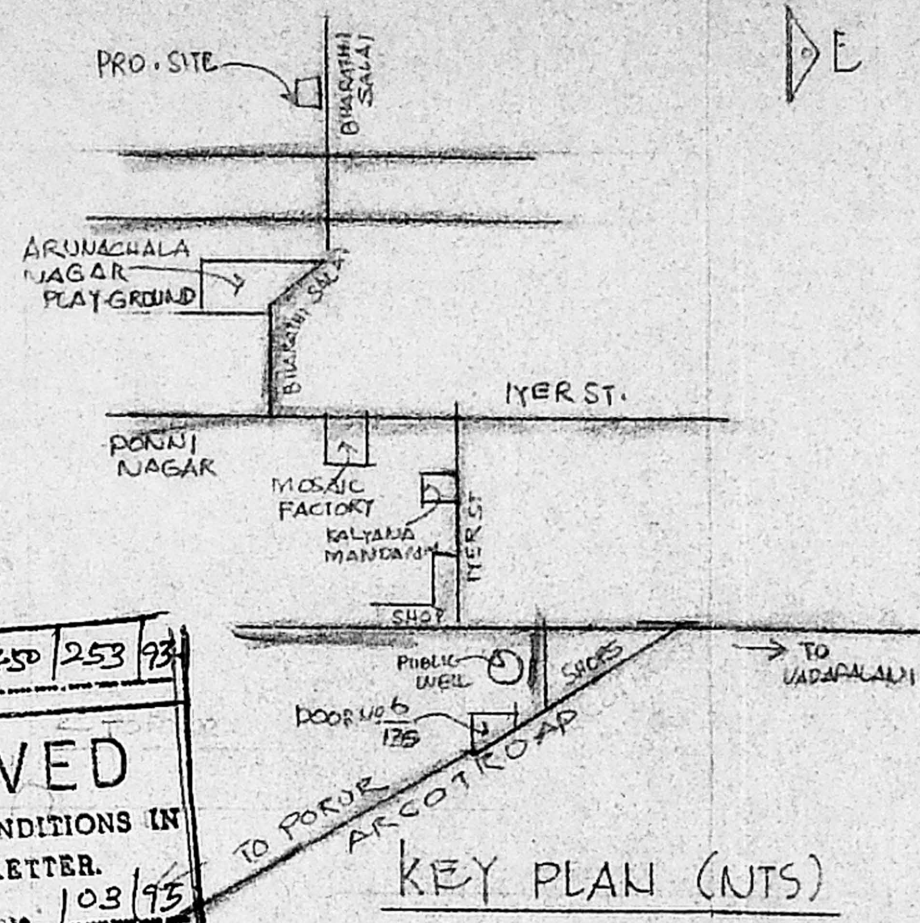 PRO. SITE
BHARATHI
SALAI
E
ARUNACHALA
NAGAR
PLAY-GROUND
BHARATHI SALAI
IYER ST.
PONNI
NAGAR
MOSAIC
FACTORY
KALYANA
MANDAPAM
IYER ST
SHOP
PUBLIC
WELL
SHOPS
TO
VADAPALANI
DOOR NO 6
TO PORUR
ARCOT ROAD
253 93
VED
NDITIONS IN
ETTER.
03/95
KEY PLAN (NTS)